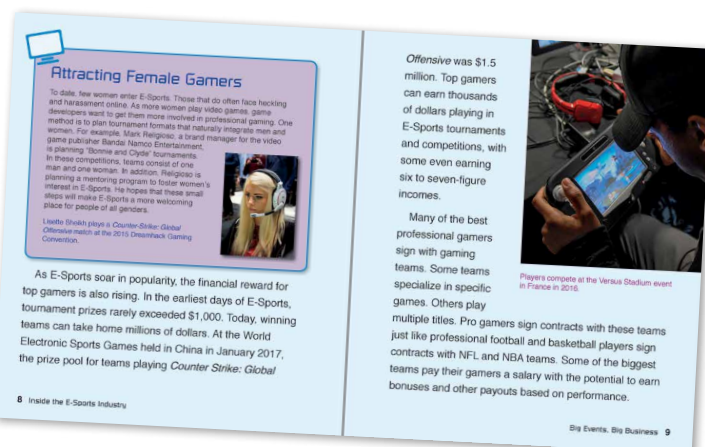 Attracting Female Gamers
To date, few women enter E-Sports. Those that do often face heckling
and harassment online. As more women play video games, game
developers want to get them more involved in professional gaming. One
method is to plan tournament formats that naturally integrate men and
women. For example, Mark Religioso, a brand manager for the video
game publisher Bandai Namco Entertainment,
is planning "Bonnie and Clyde" tournaments.
In these competitions, teams consist of one
man and one woman. In addition, Religioso is
planning a mentoring program to foster women's
interest in E-Sports. He hopes that these small
steps will make E-Sports a more welcoming
place for people of all genders.
Lisette Sheikh plays a Counter-Strike: Global
Offensive match at the 2015 Dreamhack Gaming
Convention.
As E-Sports soar in popularity, the financial reward for
top gamers is also rising. In the earliest days of E-Sports,
tournament prizes rarely exceeded $1,000. Today, winning
teams can take home millions of dollars. At the World
Electronic Sports Games held in China in January 2017,
the prize pool for teams playing Counter Strike: Global
8 Inside the E-Sports Industry
Offensive was $1.5
million. Top gamers
can earn thousands
of dollars playing in
E-Sports tournaments
and competitions, with
some even earning
six to seven-figure
incomes.
Many of the best
professional gamers
sign with gaming
teams. Some teams
specialize in specific
games. Others play
multiple titles. Pro gamers sign contracts with these teams
just like professional football and basketball players sign
contracts with NFL and NBA teams. Some of the biggest
teams pay their gamers a salary with the potential to earn
bonuses and other payouts based on performance.
Players compete at the Versus Stadium event
in France in 2016.
Big Events, Big Business 9